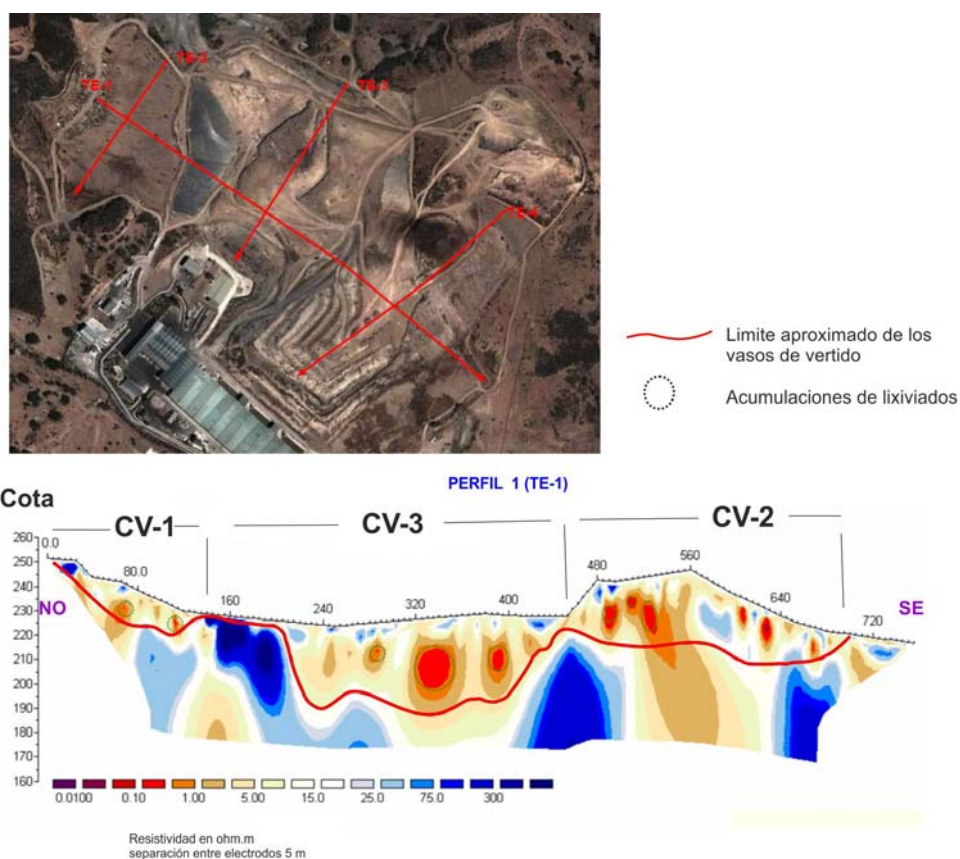 TE-1
TE-2
TE-3
TE-4
Limite aproximado de los
vasos de vertido
Acumulaciones de lixiviados
PERFIL 1 (TE-1)
Cota
CV-1
CV-3
CV-2
260
250
240
230
220
210
200
190
180
170
160
0.0
80.0
160
240
320
400
480
560
640
720
NO
SE
0.0100 0.10 1.00 5.00 15.0 25.0 75.0 300
Resistividad en ohm.m
separación entre electrodos 5 m